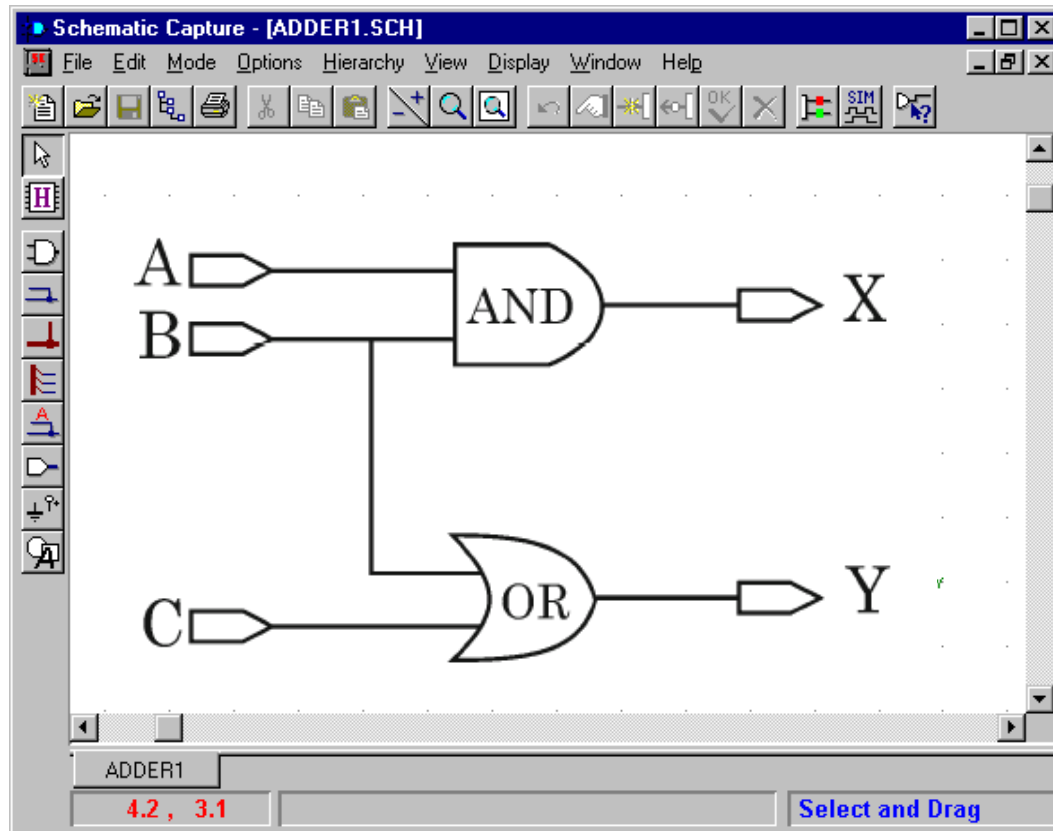 Schematic Capture - [ADDER1.SCH]
File Edit Mode Options Hierarchy View Display Window Help
OK SIM
H
A
A
A AND X
B
OR Y
C
ADDER1
4.2 , 3.1 Select and Drag